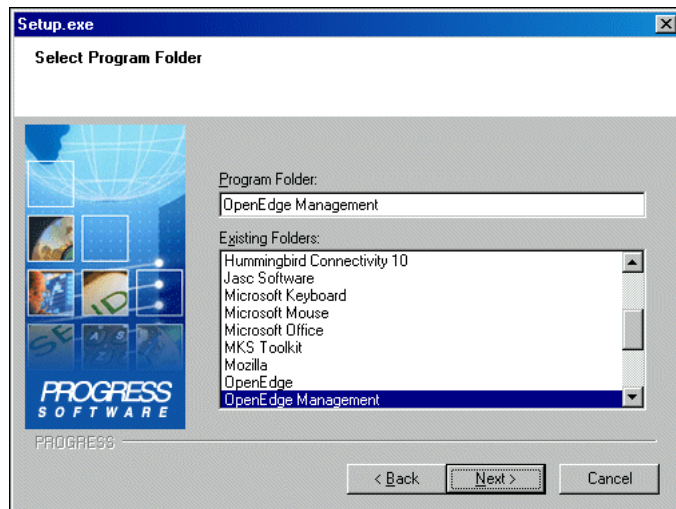 Setup.exe
Select Program Folder
Program Folder:
OpenEdge Management
Existing Folders:
Hummingbird Connectivity 10
Jasc Software
Microsoft Keyboard
Microsoft Mouse
Microsoft Office
MKS Toolkit
Mozilla
OpenEdge
OpenEdge Management
PROGRESS
SOFTWARE
PROGRESS
< Back
Next >
Cancel